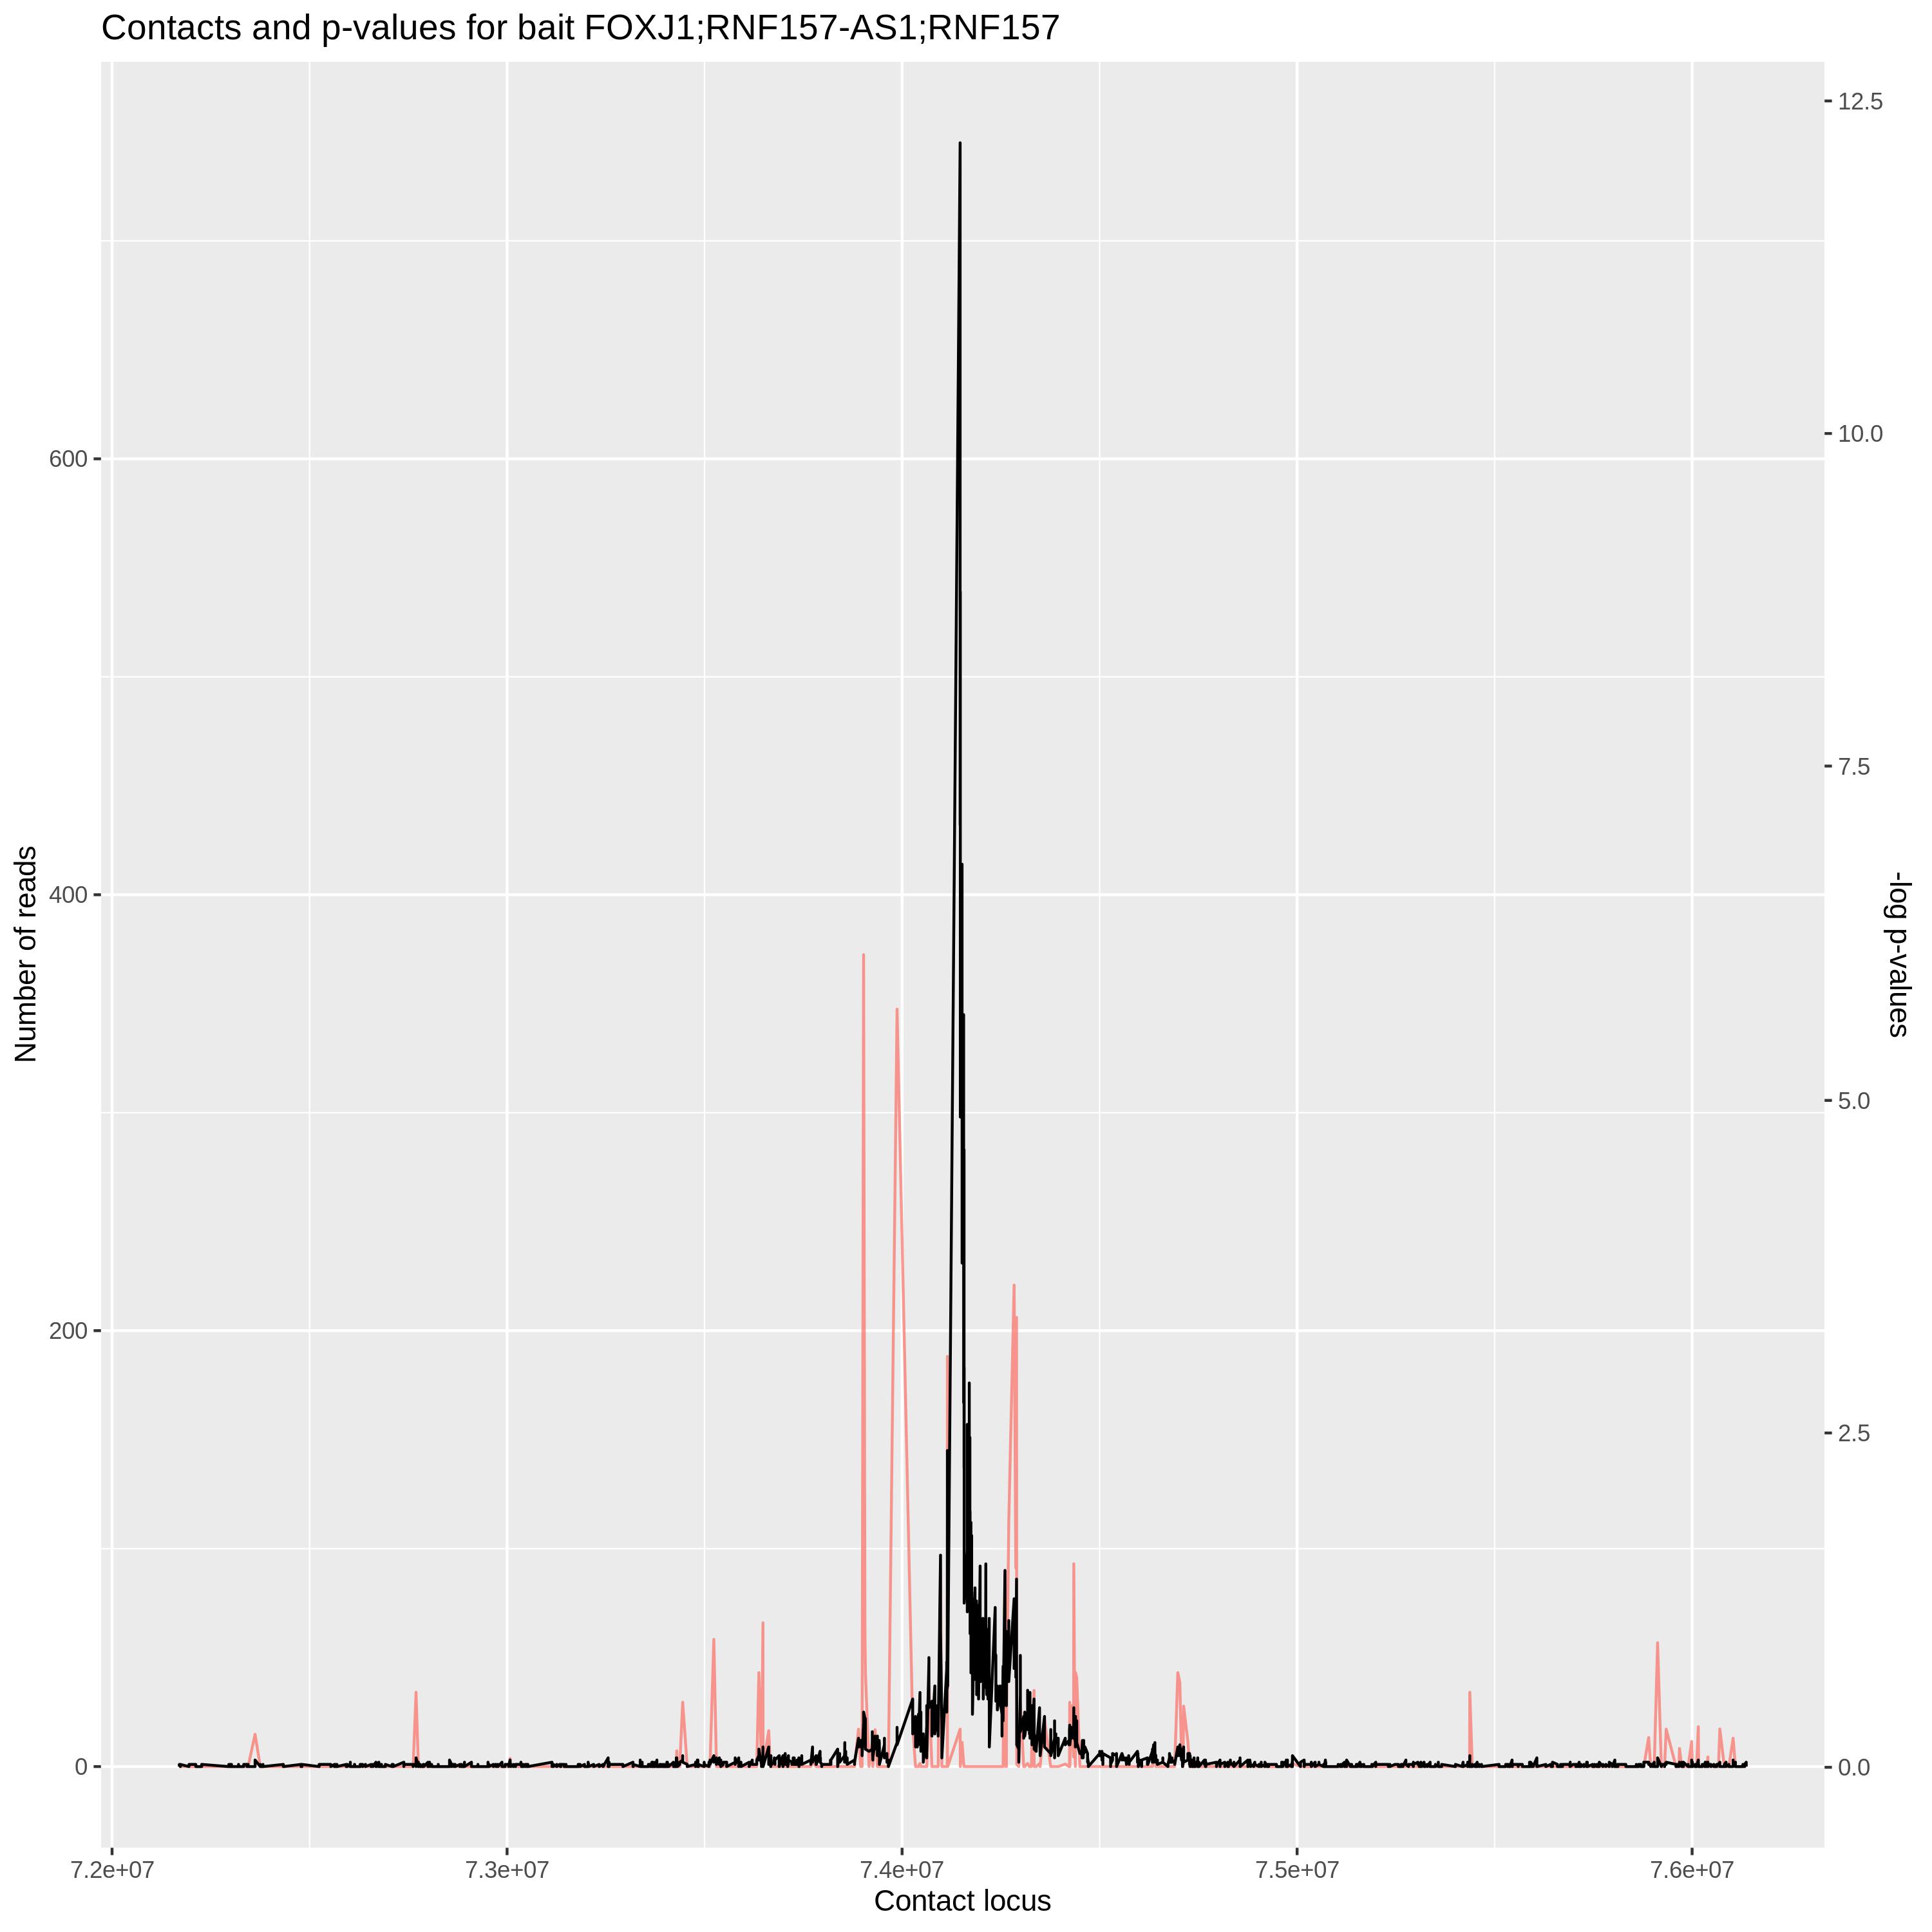 Contacts and p-values for bait FOXJ1;RNF157-AS1;RNF157
12.5
10.0
600
7.5
Number of reads
400
-log p-values
5.0
2.5
200
0
0.0
7.2e+07
7.3e+07
7.4e+07
7.5e+07
7.6e+07
Contact locus